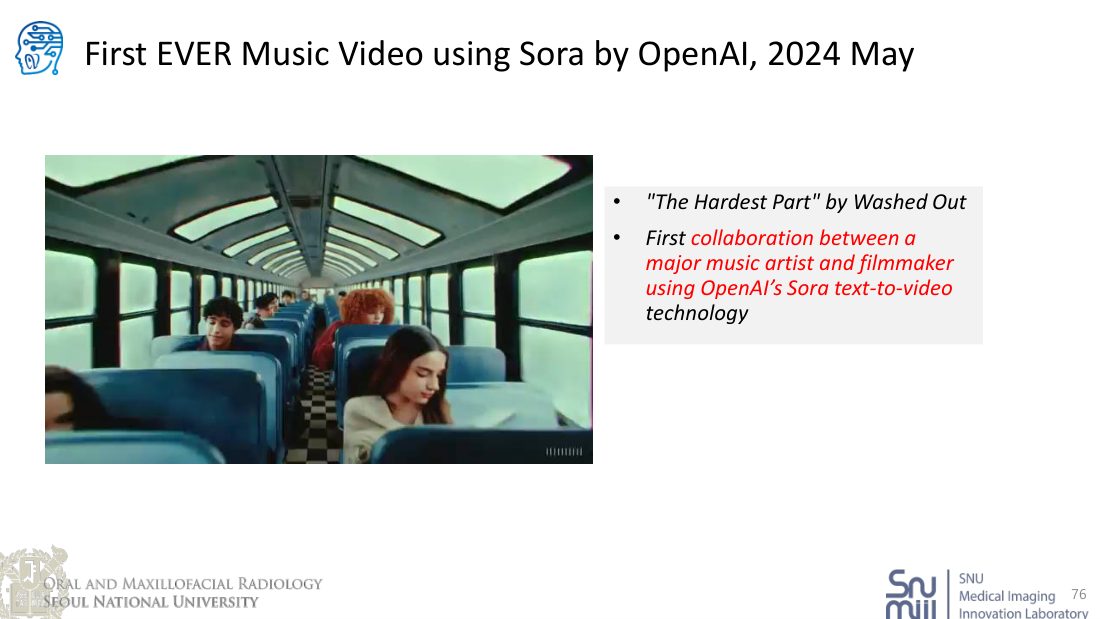 First EVER Music Video using Sora by OpenAI, 2024 May
• "The Hardest Part" by Washed Out
• First collaboration between a
major music artist and filmmaker
using OpenAI’s Sora text-to-video
technology
ORAL AND MAXILLOFACIAL RADIOLOGY
SEOUL NATIONAL UNIVERSITY
SNU
mill
SNU
Medical Imaging
Innovation Laboratory
76